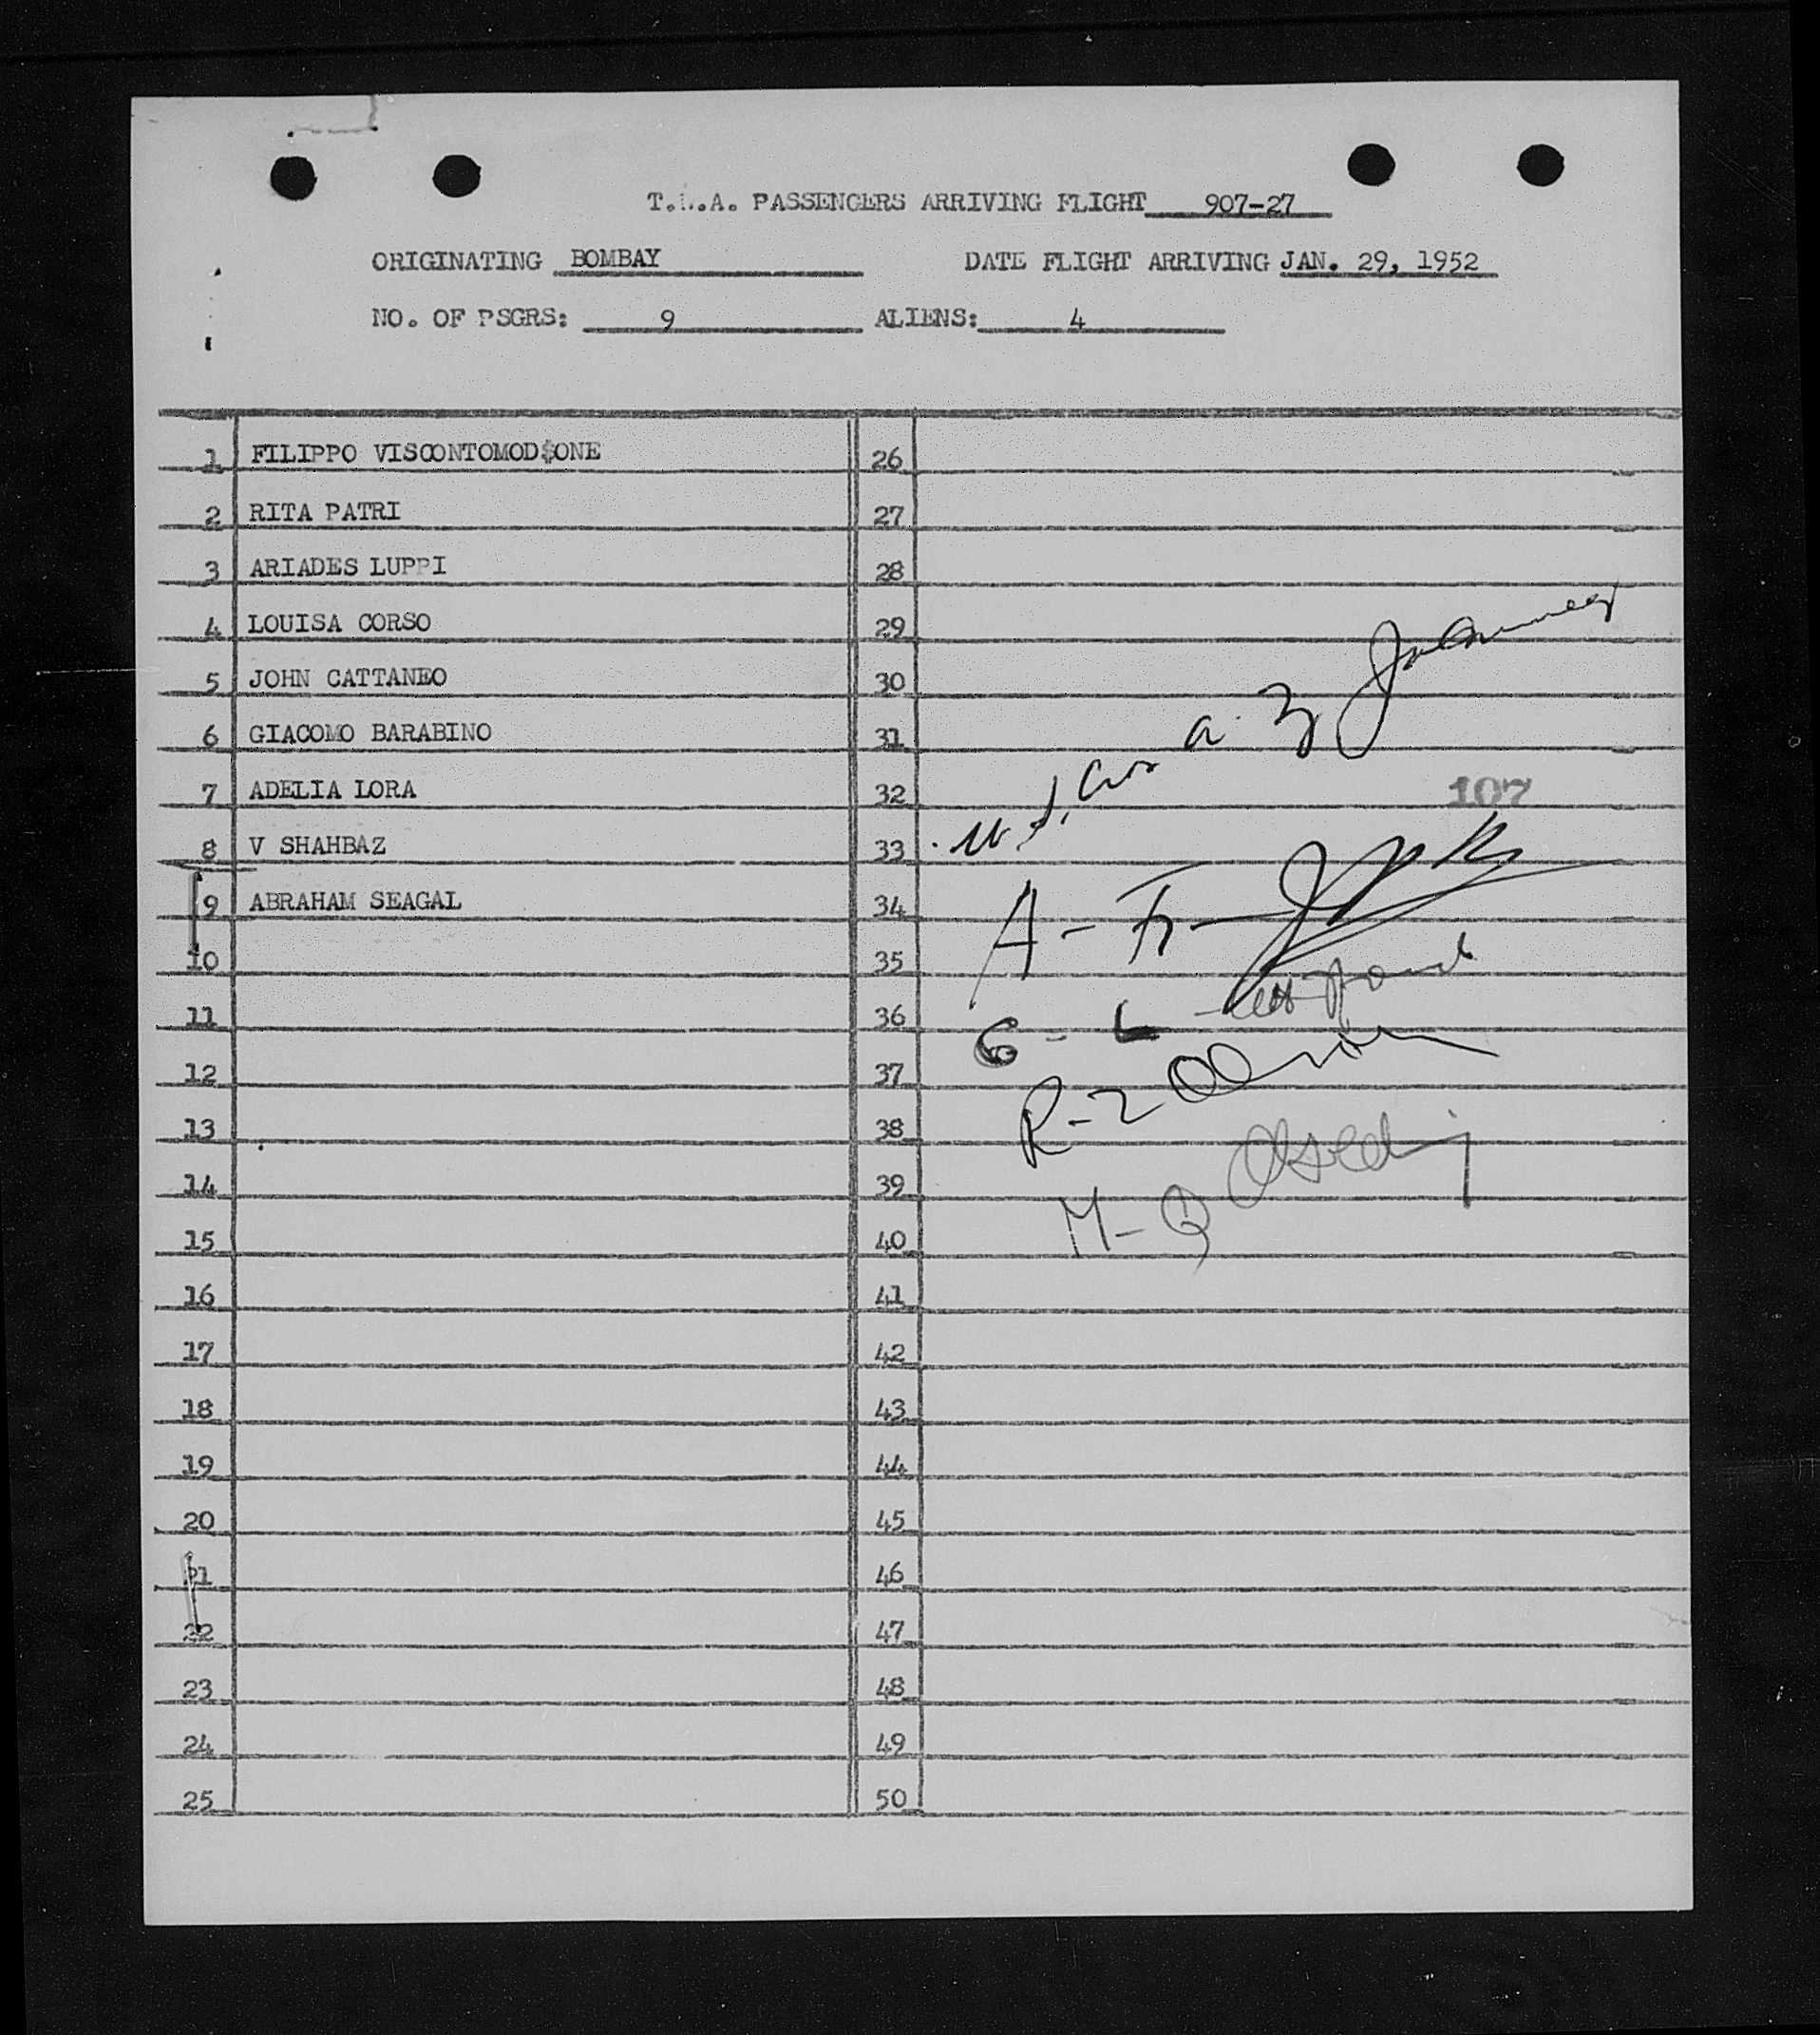 T.W.A. PASSENGERS ARRIVING FLIGHT 907-27
ORIGINATING BOMBAY DATE FLIGHT ARRIVING JAN. 29, 1952
NO. OF PSGRS: 9 ALIENS: 4
1 FILIPPO 26
2 RITA PATRI 27
3 ARIADES LUPPI 28
4 LOUISA CORSO 29
5 JOHN CATTANEO 30
6 GIACOMO BARABINO 31
7 ADELIA LORA 32
107
8 V SHAHBAZ 33
9 ABRAHAM SEAGAL 34
10 35
11 36
12 37
13 38
14 39
15 40
16 41
17 42
18 43
19 44
20 45
21 46
22 47
23 48
24 49
25 50
a-z
A-F
G-L
R-Z
M-Q